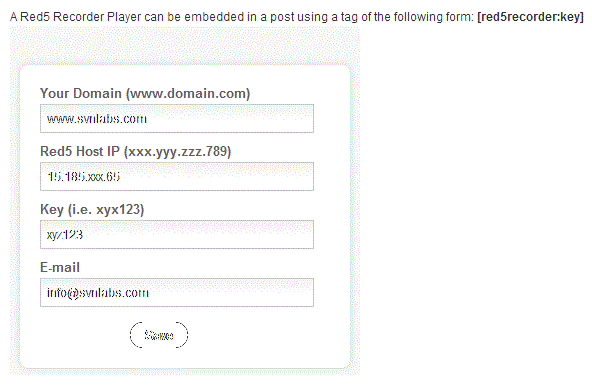 A Red5 Recorder Player can be embedded in a post using a tag of the following form: [red5recorder:key]
Your Domain (www.domain.com)
www.svnlabs.com
Red5 Host IP (xxx.yyy.zzz.789)
15.185.xxx.65
Key (i.e. xyx123)
xyz123
E-mail
info@svnlabs.com
Save